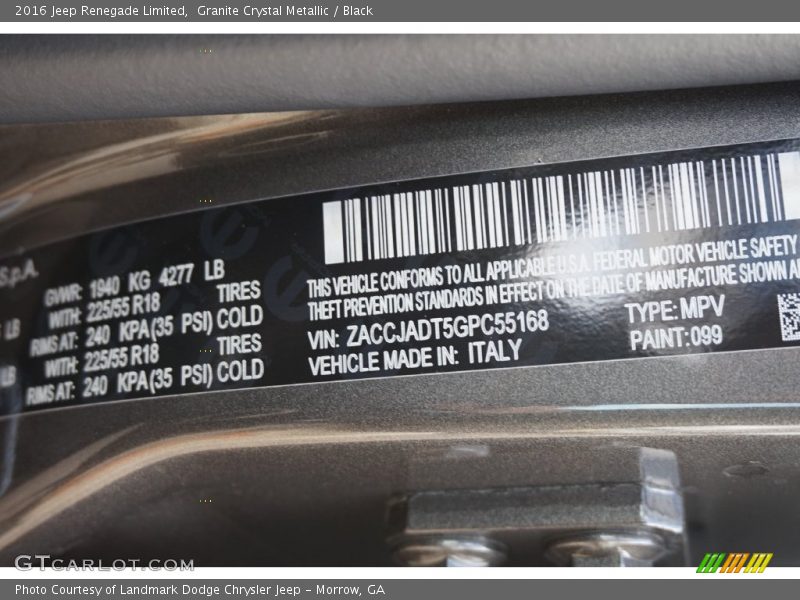 2016 Jeep Renegade Limited, Granite Crystal Metallic / Black
S.p.A.
GVWR: 1940 KG 4277 LB
WITH: 225/55 R18 TIRES
LB
RIMS AT: 240 KPA(35 PSI) COLD
WITH: 225/55 R18 TIRES
LB
RIMS AT: 240 KPA(35 PSI) COLD
THIS VEHICLE CONFORMS TO ALL APPLICABLE U.S.A. FEDERAL MOTOR VEHICLE SAFETY
THEFT PREVENTION STANDARDS IN EFFECT ON THE DATE OF MANUFACTURE SHOWN
VIN: ZACCJADT5GPC55168 TYPE: MPV
VEHICLE MADE IN: ITALY PAINT:099
GTCARLOT.COM
Photo Courtesy of Landmark Dodge Chrysler Jeep - Morrow, GA